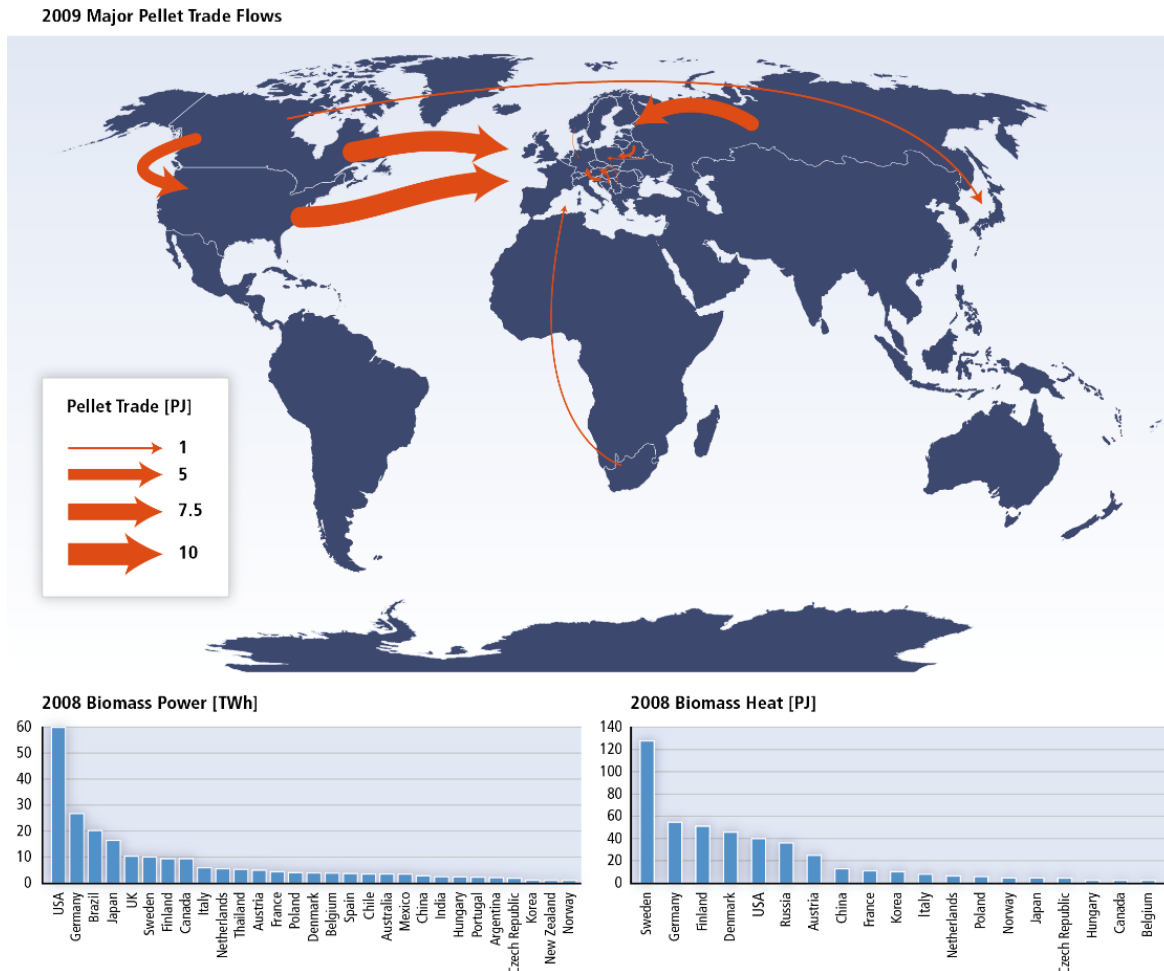 2009 Major Pellet Trade Flows
Pellet Trade [PJ]
1
5
7.5
10
2008 Biomass Power [TWh]
60
50
40
30
20
10
0
USA
Germany
Brazil
Japan
UK
Sweden
Finland
Canada
Italy
Netherlands
Thailand
Austria
France
Poland
Denmark
Belgium
Spain
Chile
Australia
Mexico
China
India
Hungary
Portugal
Argentina
Czech Republic
Korea
New Zealand
Norway
2008 Biomass Heat [PJ]
140
120
100
80
60
40
20
0
Sweden
Germany
Finland
Denmark
USA
Russia
Austria
China
France
Korea
Italy
Netherlands
Poland
Norway
Japan
Czech Republic
Hungary
Canada
Belgium